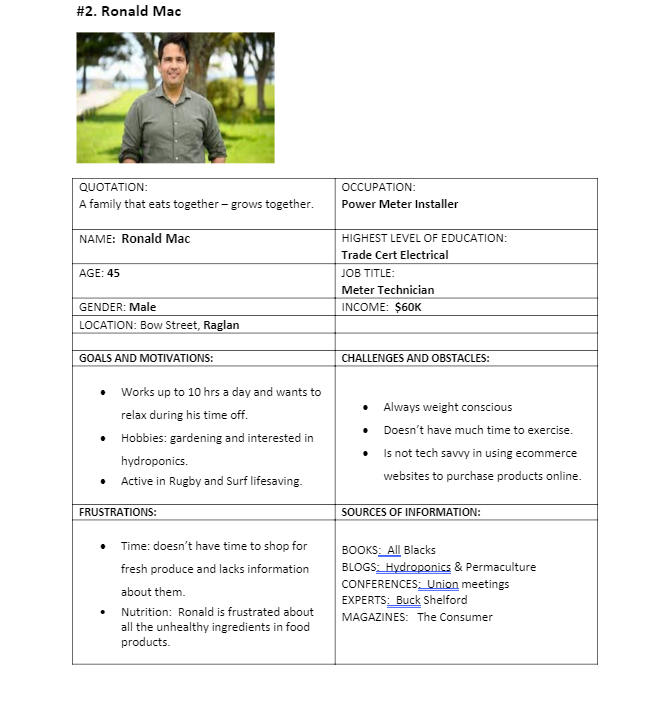 #2. Ronald Mac
QUOTATION:
A family that eats together – grows together.
OCCUPATION:
Power Meter Installer
NAME: Ronald Mac
HIGHEST LEVEL OF EDUCATION:
Trade Cert Electrical
AGE: 45
JOB TITLE:
Meter Technician
GENDER: Male
INCOME: $60K
LOCATION: Bow Street, Raglan
GOALS AND MOTIVATIONS:
• Works up to 10 hrs a day and wants to
relax during his time off.
• Hobbies: gardening and interested in
hydroponics.
• Active in Rugby and Surf lifesaving.
CHALLENGES AND OBSTACLES:
• Always weight conscious
• Doesn't have much time to exercise.
• Is not tech savvy in using ecommerce
websites to purchase products online.
FRUSTRATIONS:
• Time: doesn't have time to shop for
fresh produce and lacks information
about them.
• Nutrition: Ronald is frustrated about
all the unhealthy ingredients in food
products.
SOURCES OF INFORMATION:
BOOKS: All Blacks
BLOGS: Hydroponics & Permaculture
CONFERENCES: Union meetings
EXPERTS: Buck Shelford
MAGAZINES: The Consumer